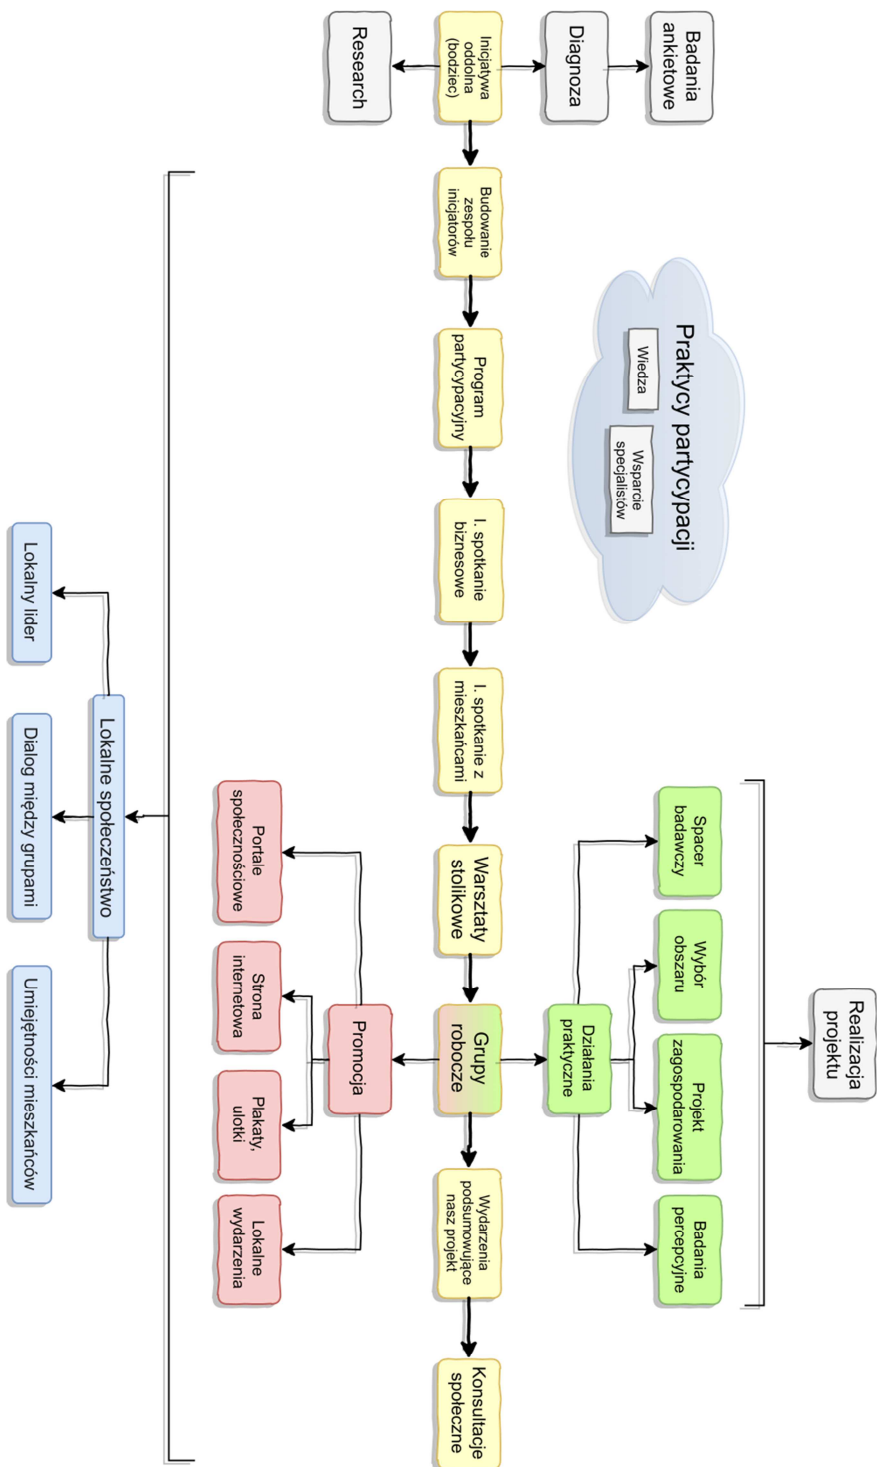 Realizacja
projektu
Praktycy partycypacji
Wiedza
Wsparcie
specjalistów
Badania
ankietowe
Spacer
badawczy
Wybór
obszaru
Projekt
zagospodarowania
Badania
percepcyjne
Diagnoza
Działania
praktyczne
Inicjatywa
oddolna
(bodziec)
Budowanie
zespołu
inicjatorów
Program
partycypacyjny
I. spotkanie
biznesowe
I. spotkanie z
mieszkańcami
Warsztaty
stolikowe
Grupy
robocze
Wydarzenia
podsumowujące
nasz projekt
Konsultacje
społeczne
Research
Promocja
Portale
społecznościowe
Strona
internetowa
Plakaty,
ulotki
Lokalne
wydarzenia
Lokalne społeczeństwo
Lokalny lider
Dialog między grupami
Umiejętności mieszkańców